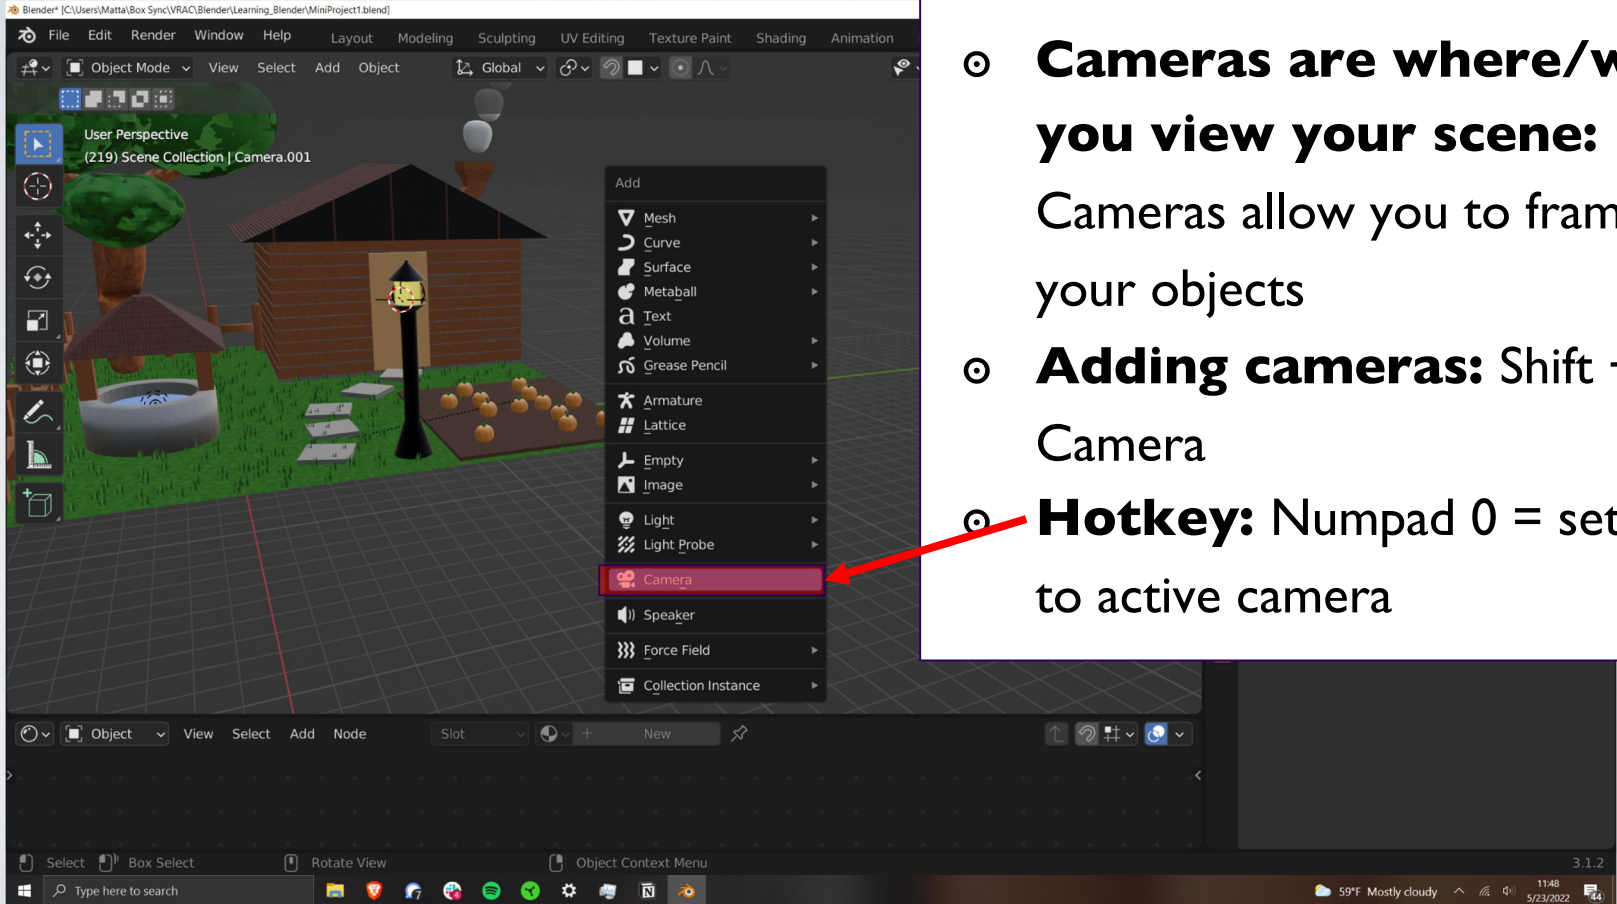 Blender* [C:\Users\Matta\Box Sync\VRAC\Blender\Learning_Blender\MiniProject1.blend]
File Edit Render Window Help Layout Modeling Sculpting UV Editing Texture Paint Shading Animation
Object Mode View Select Add Object Global
User Perspective
(219) Scene Collection | Camera.001
Add
Mesh
Curve
Surface
Metaball
Text
Volume
Grease Pencil
Armature
Lattice
Empty
Image
Light
Light Probe
Camera
Speaker
Force Field
Collection Instance
Cameras are where/
you view your scene:
Cameras allow you to fram
your objects
Adding cameras: Shift
Camera
Hotkey: Numpad 0 = set
to active camera
Object View Select Add Node Slot New
Select Box Select Rotate View Object Context Menu 3.1.2
Type here to search 59°F Mostly cloudy 11:48
5/23/2022 44